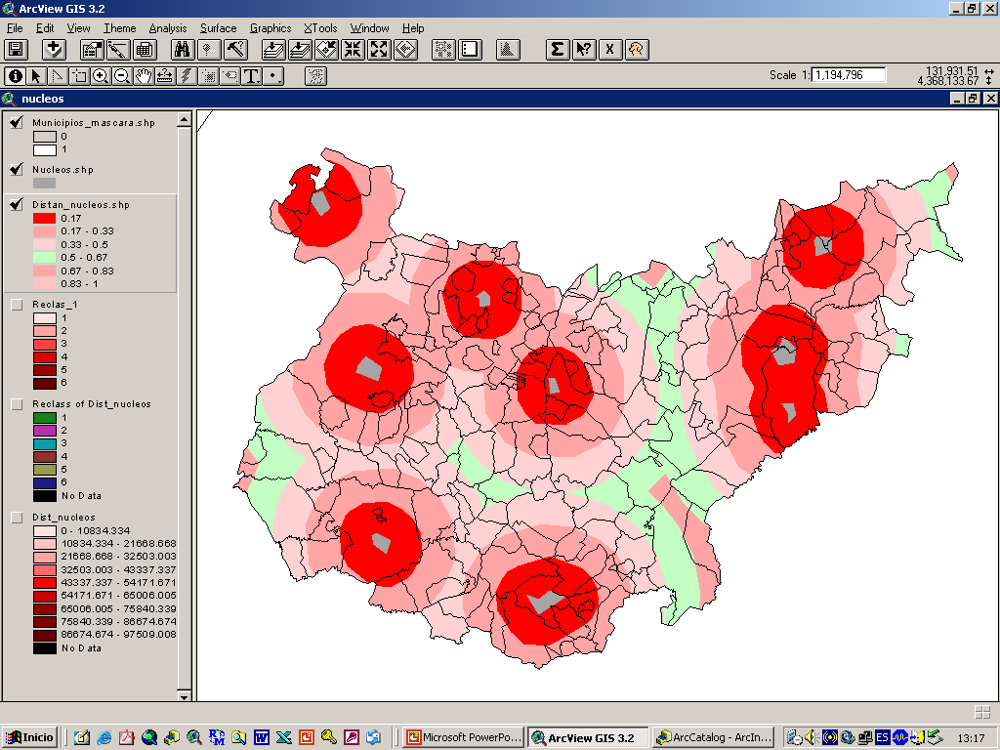 ArcView GIS 3.2
File Edit View Theme Analysis Surface Graphics XTools Window Help
Scale 1: 1,194,796 131,931.51
4,368,133.67
nucleos
Municipios_mascara.shp
0
1
Nucleos.shp
Distan_nucleos.shp
0.17
0.17 - 0.33
0.33 - 0.5
0.5 - 0.67
0.67 - 0.83
0.83 - 1
Reclas_1
1
2
3
4
5
6
Reclass of Dist_nucleos
1
2
3
4
5
6
No Data
Dist_nucleos
0 - 10834.334
10834.334 - 21668.668
21668.668 - 32503.003
32503.003 - 43337.337
43337.337 - 54171.671
54171.671 - 65006.005
65006.005 - 75840.339
75840.339 - 86674.674
86674.674 - 97509.008
No Data
Inicio Microsoft PowerPo... ArcView GIS 3.2 ArcCatalog - ArcIn... ES 13:17